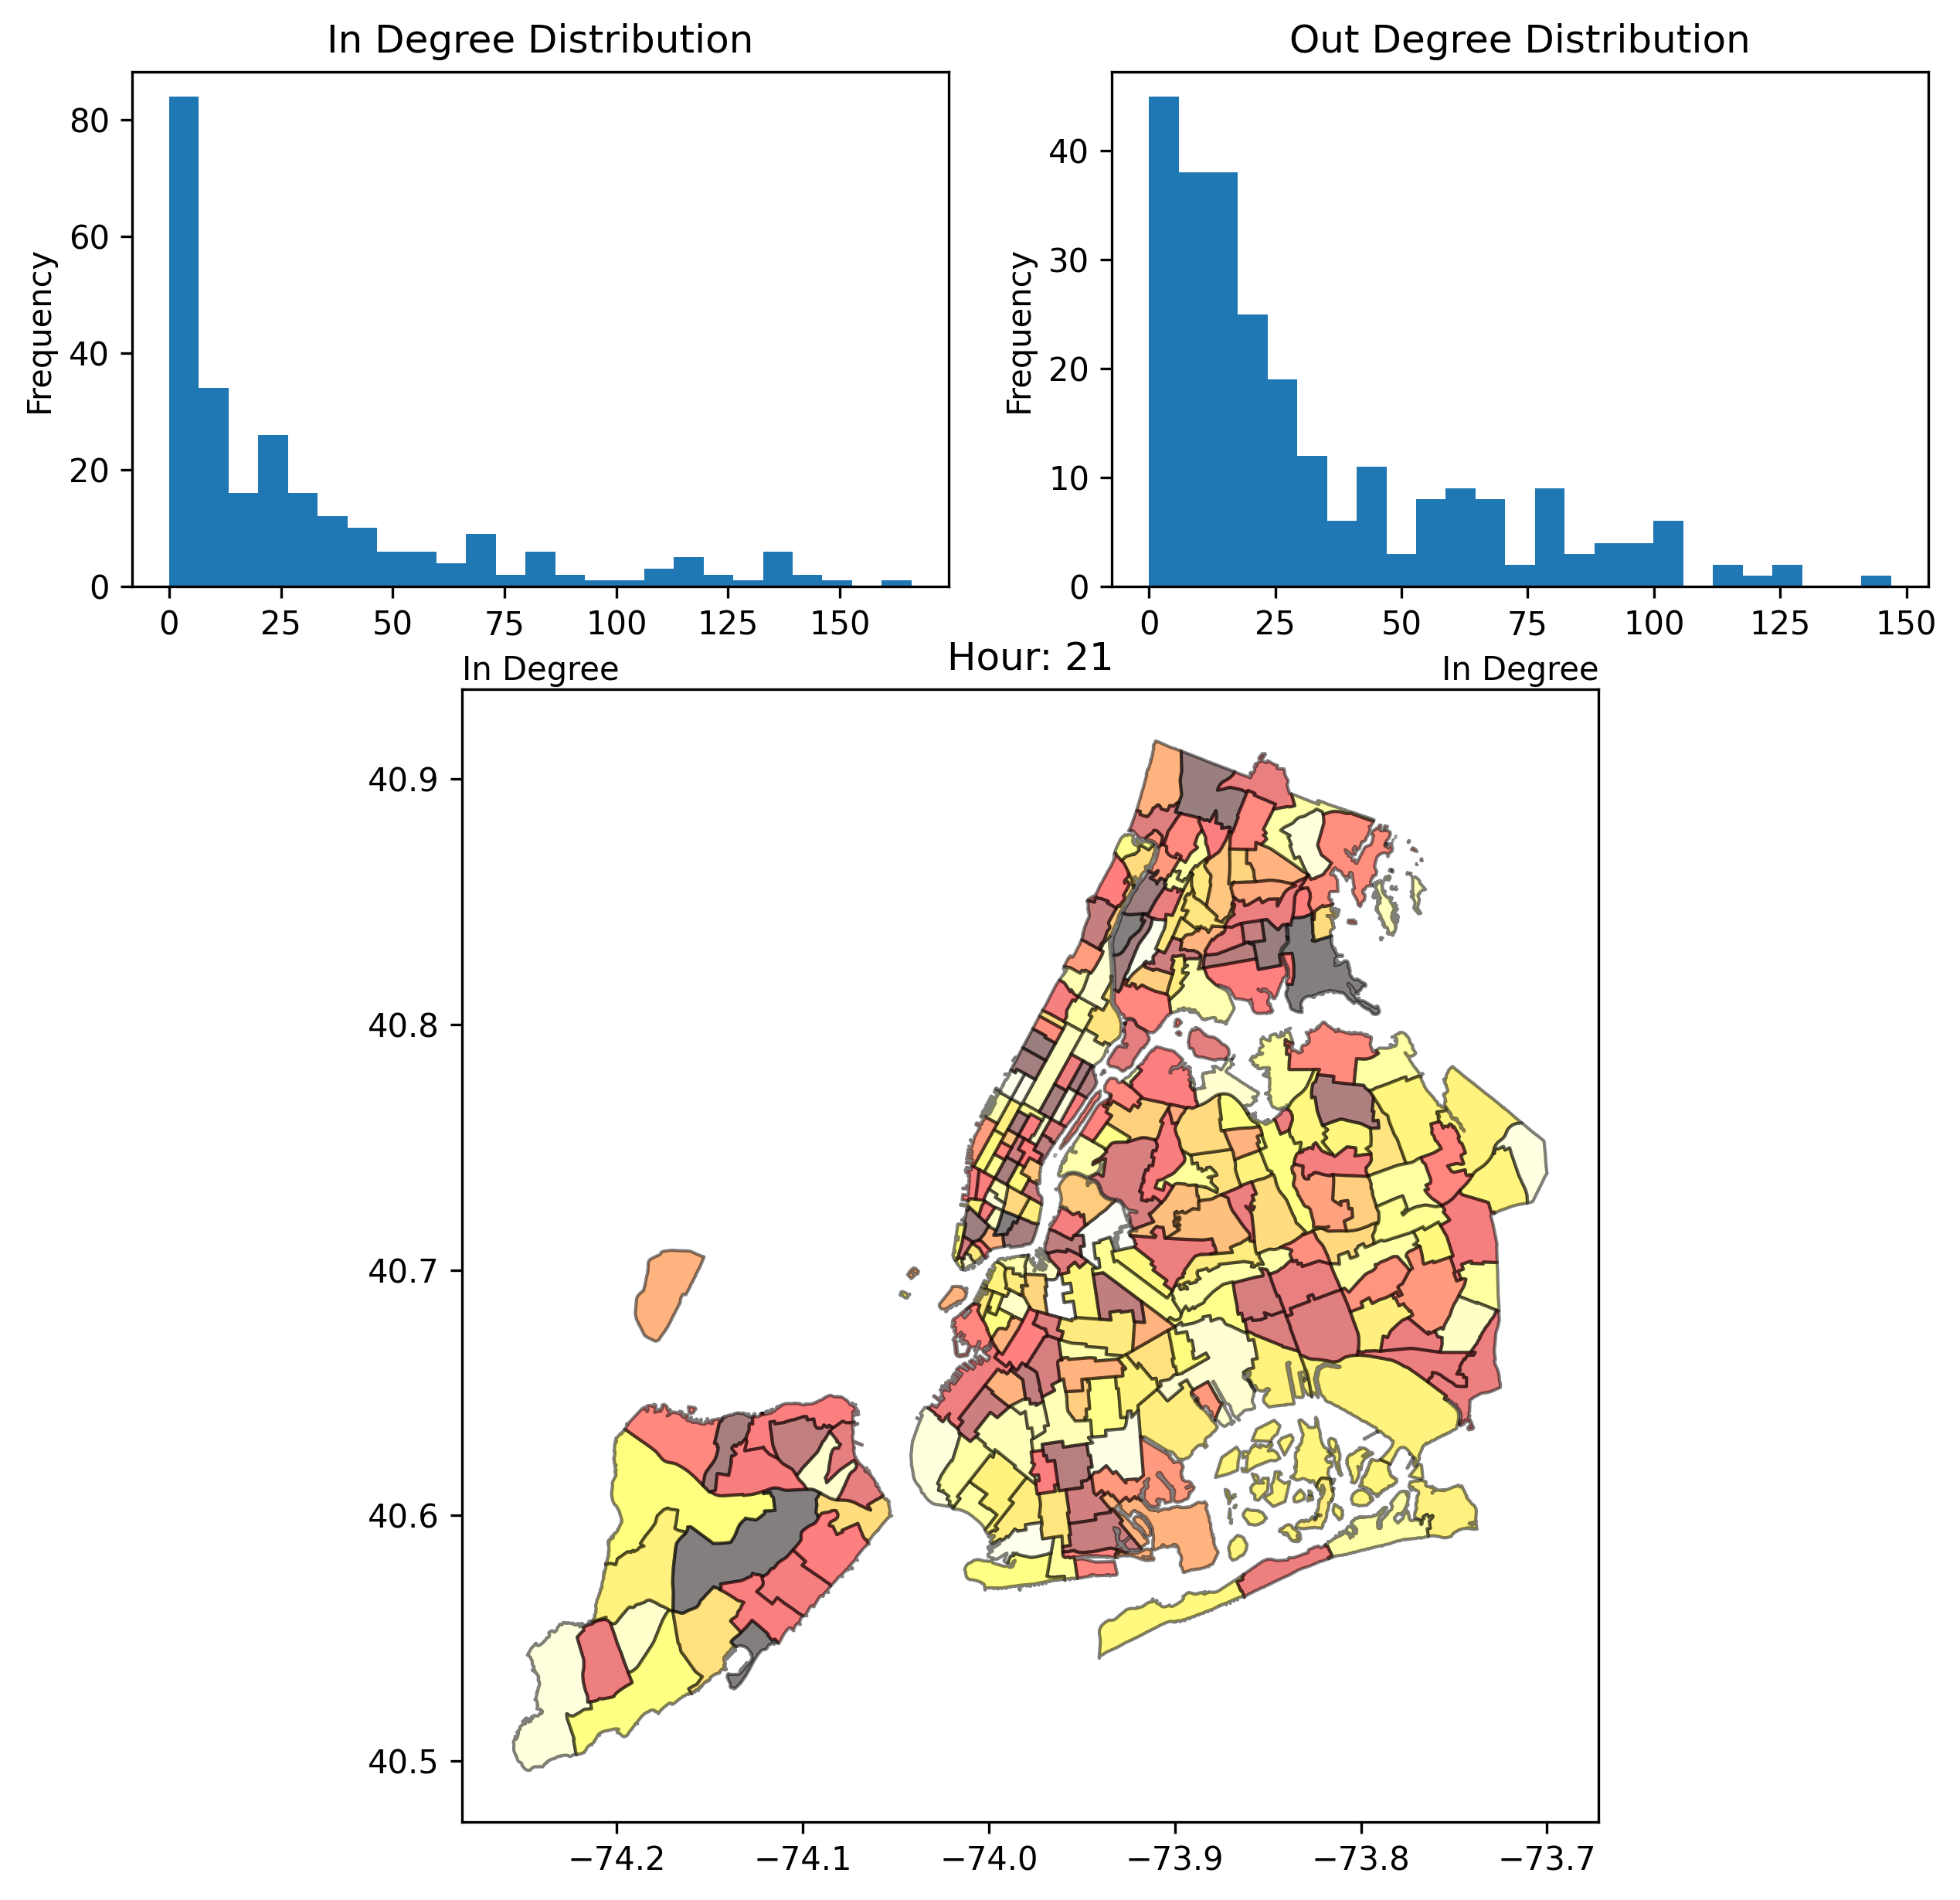 In Degree Distribution
Out Degree Distribution
Frequency
80
60
40
20
0
0 25 50 75 100 125 150
Frequency
40
30
20
10
0
0 25 50 75 100 125 150
In Degree
Hour: 21
In Degree
40.9
40.8
40.7
40.6
40.5
−74.2 −74.1 −74.0 −73.9 −73.8 −73.7